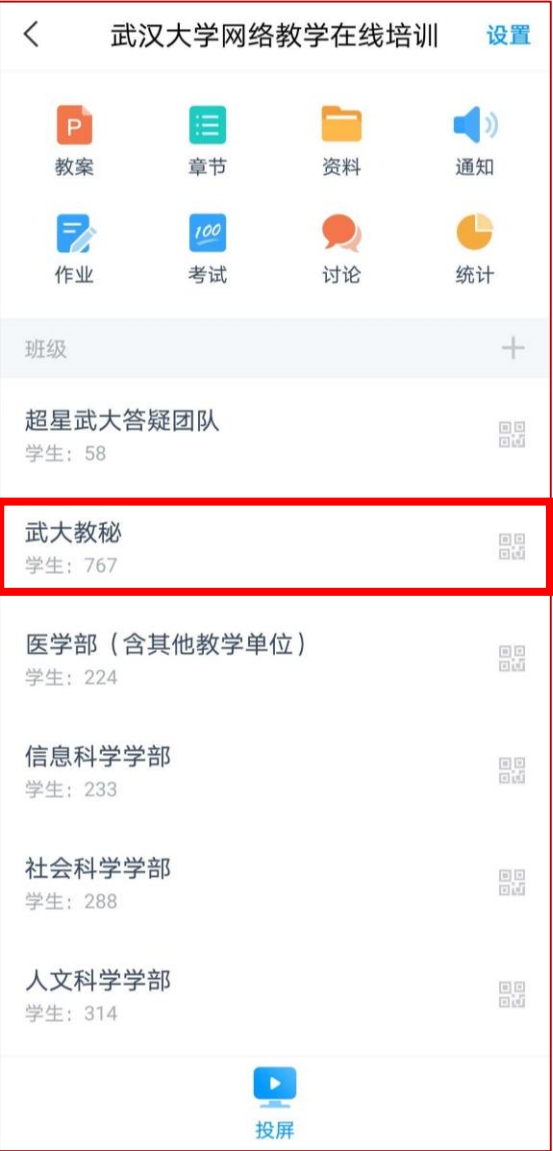 武汉大学网络教学在线培训 设置
P 100
教案 章节 资料 通知
作业 考试 讨论 统计
班级
超星武大答疑团队
学生：58
武大教秘
学生：767
医学部（含其他教学单位）
学生：224
信息科学学部
学生：233
社会科学学部
学生：288
人文科学学部
学生：314
投屏